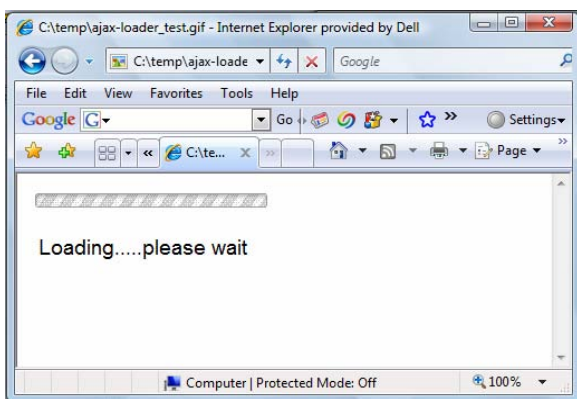 C:\temp\ajax-loader_test.gif - Internet Explorer provided by Dell
C:\temp\ajax-loade Google
File Edit View Favorites Tools Help
Google G Go Settings
C:\te... Page
Loading.....please wait
Computer | Protected Mode: Off 100%